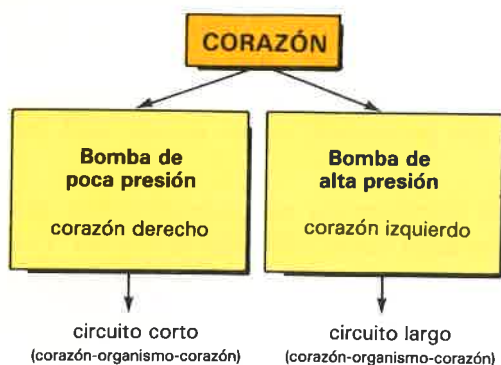 CORAZÓN
Bomba de
poca presión
corazón derecho
Bomba de
alta presión
corazón izquierdo
circuito corto
(corazón-organismo-corazón)
circuito largo
(corazón-organismo-corazón)